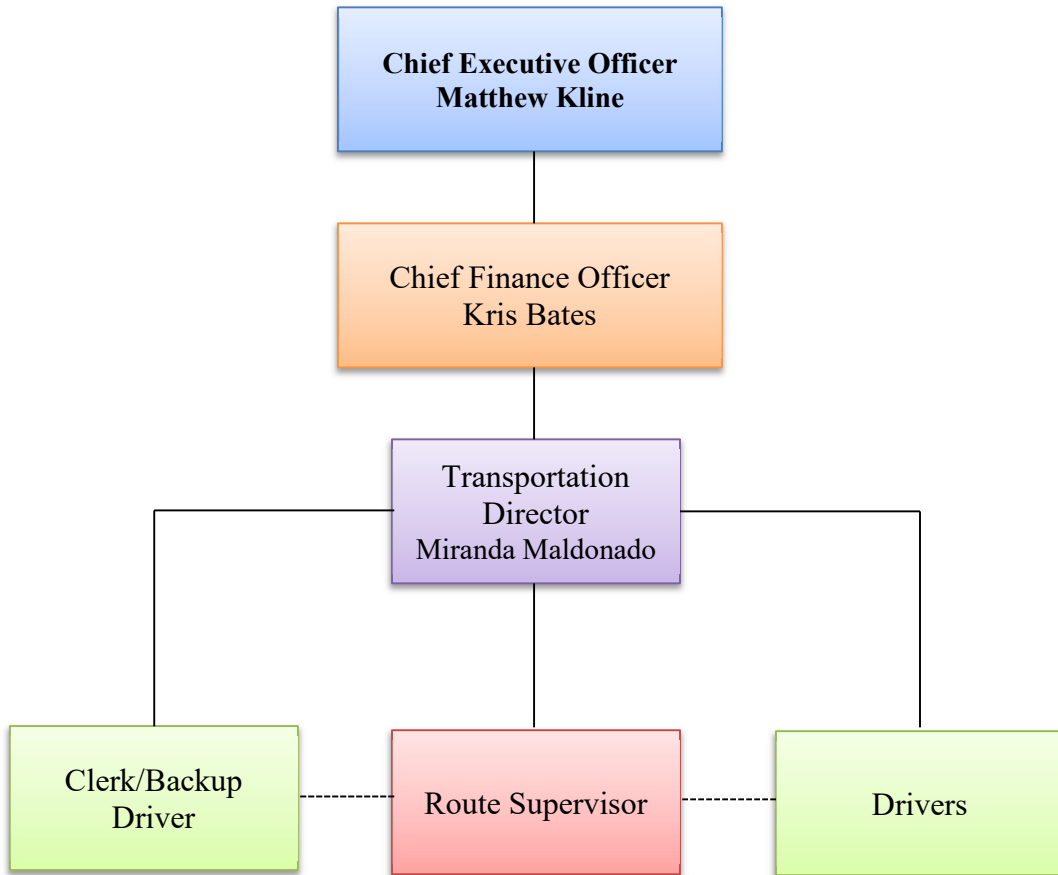 Chief Executive Officer
Matthew Kline
Chief Finance Officer
Kris Bates
Transportation
Director
Miranda Maldonado
Clerk/Backup
Driver
Route Supervisor
Drivers